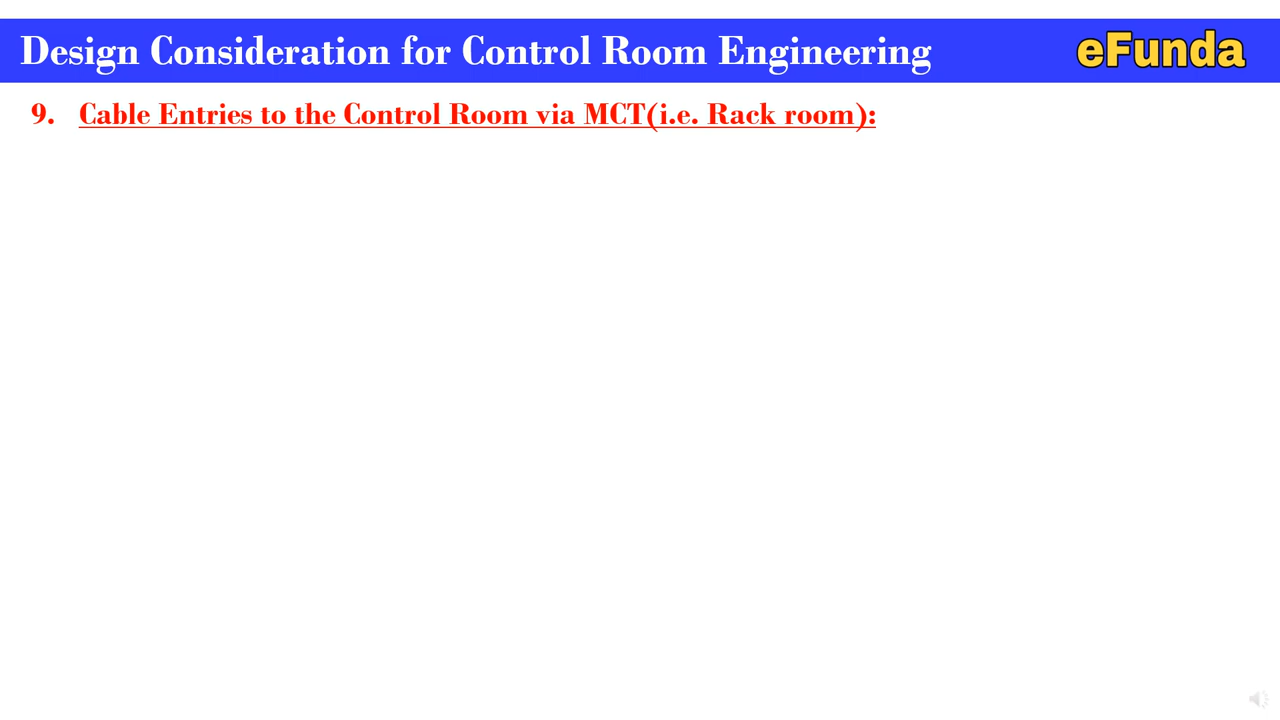 Design Consideration for Control Room Engineering
eFunda
9. Cable Entries to the Control Room via MCT(i.e. Rack room):